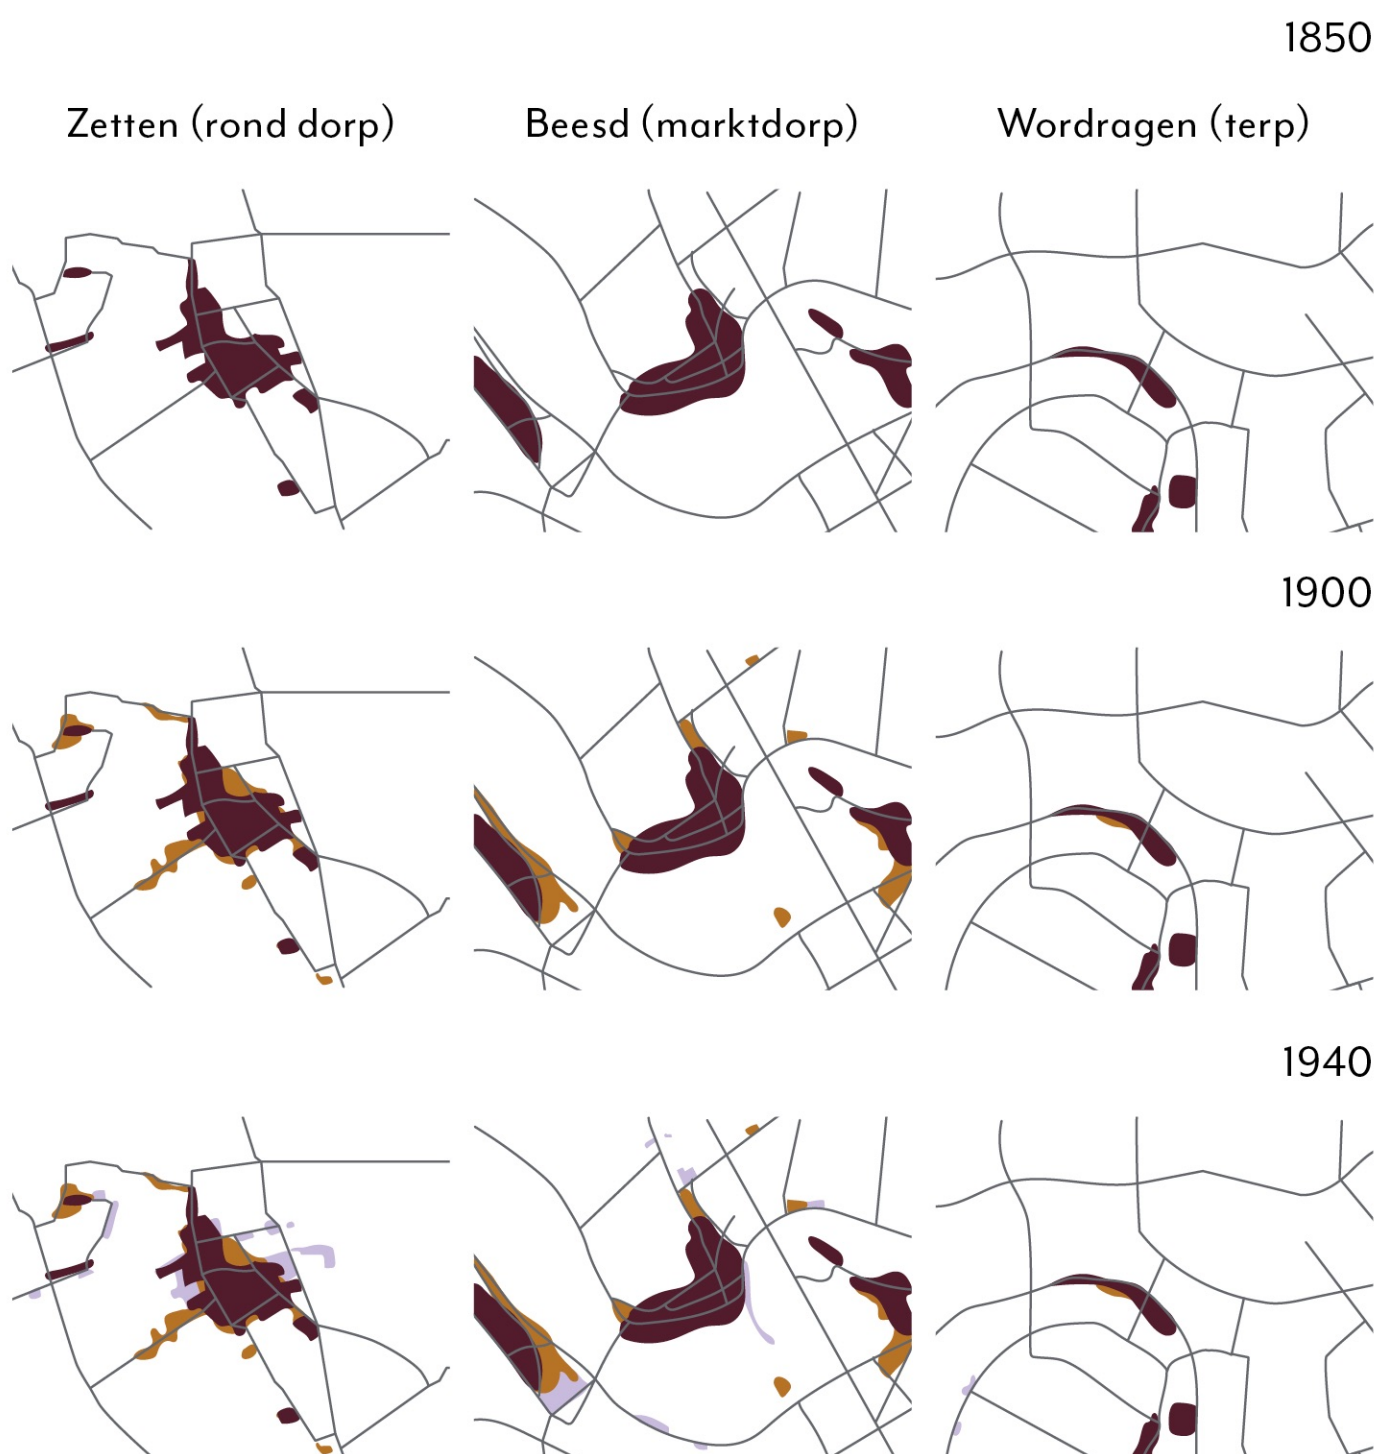 1850
Zetten (rond dorp)
Beesd (marktdorp)
Wordragen (terp)
1900
1940